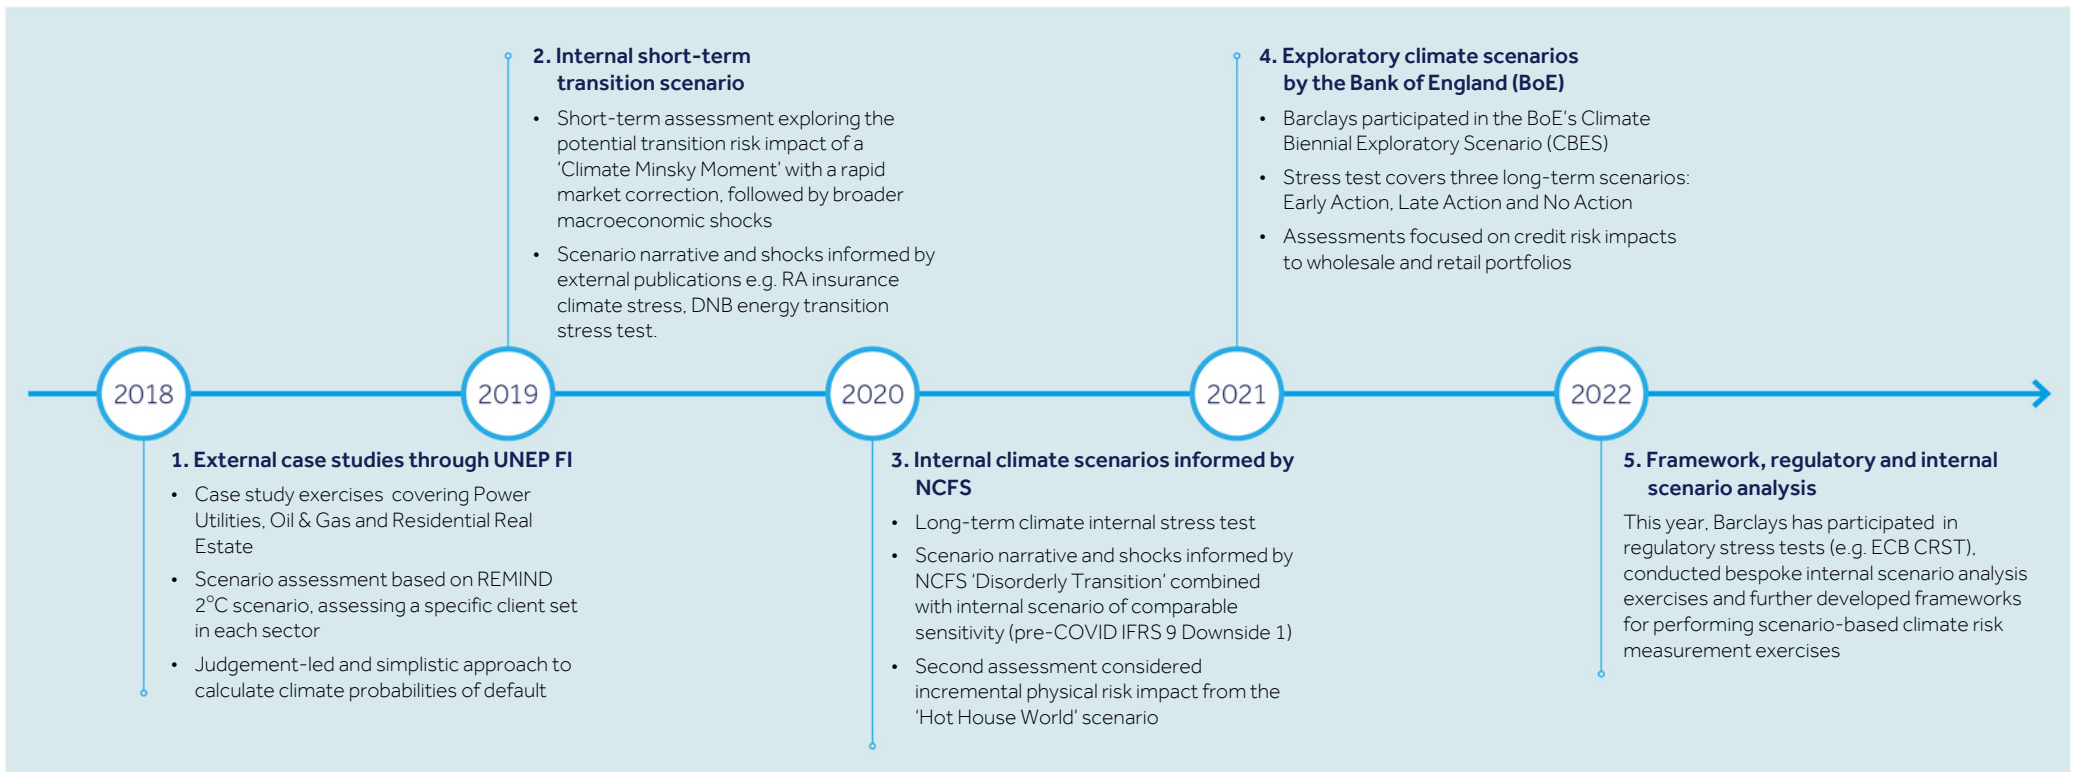 2. Internal short-term
transition scenario
• Short-term assessment exploring the
potential transition risk impact of a
'Climate Minsky Moment' with a rapid
market correction, followed by broader
macroeconomic shocks
• Scenario narrative and shocks informed by
external publications e.g. RA insurance
climate stress, DNB energy transition
stress test.
4. Exploratory climate scenarios
by the Bank of England (BoE)
• Barclays participated in the BoE's Climate
Biennial Exploratory Scenario (CBES)
• Stress test covers three long-term scenarios:
Early Action, Late Action and No Action
• Assessments focused on credit risk impacts
to wholesale and retail portfolios
2018
2019
2020
2021
2022
1. External case studies through UNEP FI
• Case study exercises covering Power
Utilities, Oil & Gas and Residential Real
Estate
• Scenario assessment based on REMIND
2°C scenario, assessing a specific client set
in each sector
• Judgement-led and simplistic approach to
calculate climate probabilities of default
3. Internal climate scenarios informed by
NCFS
• Long-term climate internal stress test
• Scenario narrative and shocks informed by
NCFS 'Disorderly Transition' combined
with internal scenario of comparable
sensitivity (pre-COVID IFRS 9 Downside 1)
• Second assessment considered
incremental physical risk impact from the
'Hot House World' scenario
5. Framework, regulatory and internal
scenario analysis
This year, Barclays has participated in
regulatory stress tests (e.g. ECB CRST),
conducted bespoke internal scenario analysis
exercises and further developed frameworks
for performing scenario-based climate risk
measurement exercises